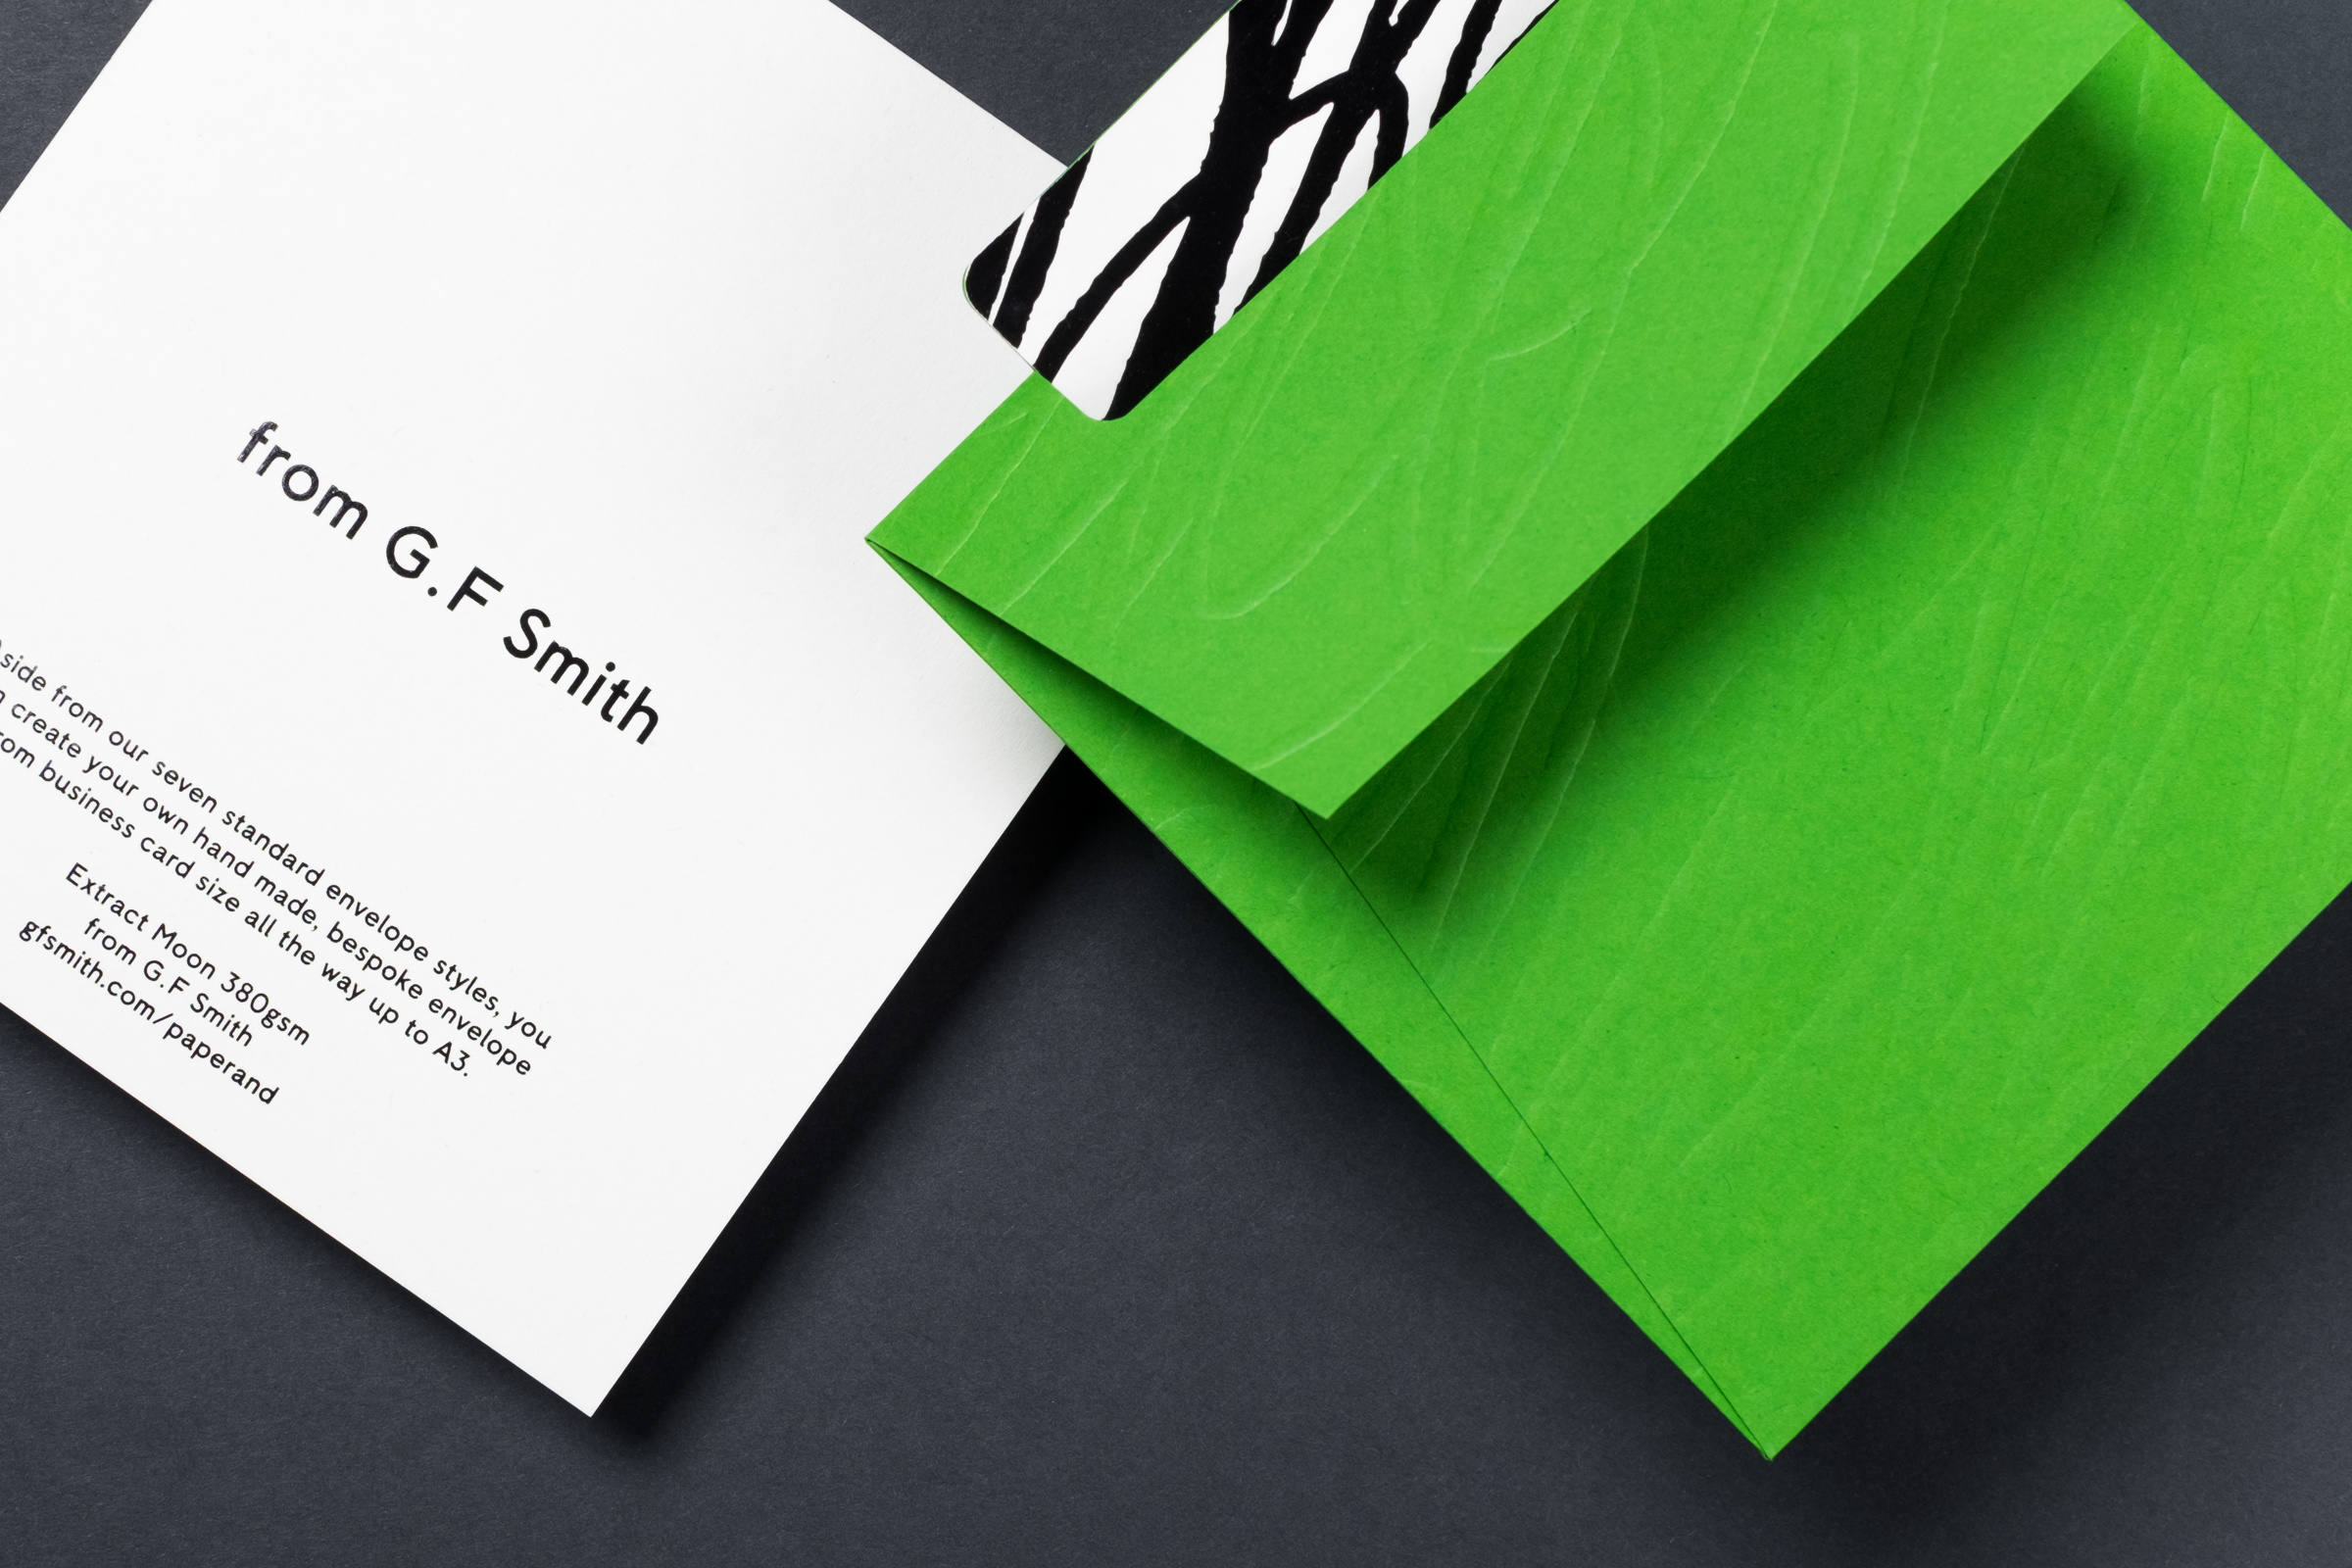 from G.F Smith
side from our seven standard envelope styles, you
create your own hand made, bespoke envelope
business card size all the way up to A3.
Extract Moon 380gsm
from G.F Smith
gfsmith.com/paperand